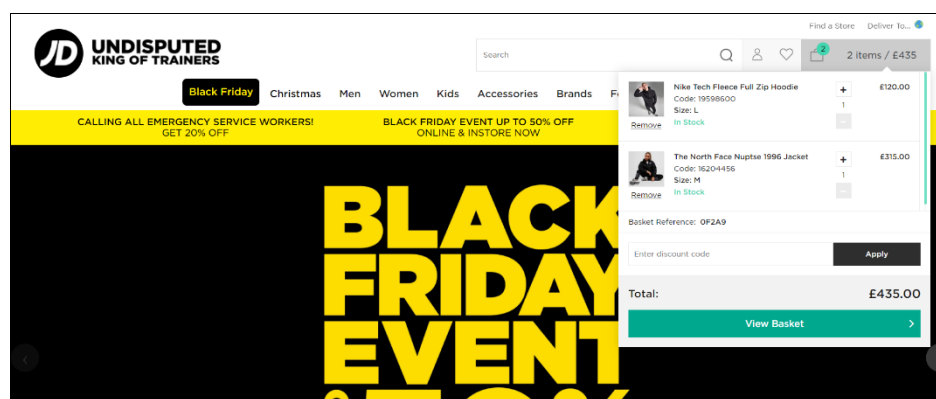 Find a Store Deliver To...
JD UNDISPUTED
KING OF TRAINERS
Search
2
2 items / £435
Black Friday Christmas Men Women Kids Accessories Brands
CALLING ALL EMERGENCY SERVICE WORKERS!
GET 20% OFF
BLACK FRIDAY EVENT UP TO 50% OFF
ONLINE & INSTORE NOW
Nike Tech Fleece Full Zip Hoodie
Code: 19598600
Size: L
In Stock
Remove
+
1
−
£120.00
The North Face Nuptse 1996 Jacket
Code: 16204456
Size: M
In Stock
Remove
+
1
−
£315.00
Basket Reference: 0F2A9
Enter discount code
Apply
Total: £435.00
View Basket
BLACK
FRIDAY
EVENT